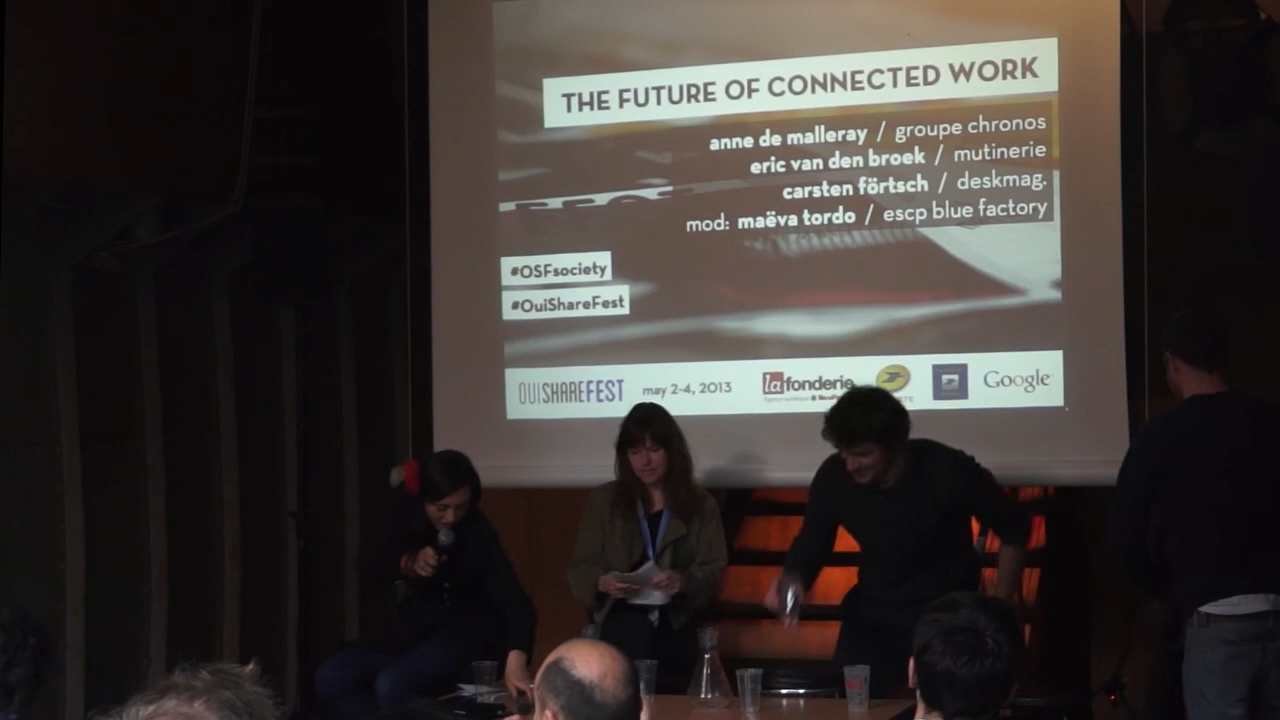 THE FUTURE OF CONNECTED WORK
anne de malleray / groupe chronos
eric van den broek / mutinerie
carsten förtsch / deskmag.
mod: maëva tordo / escp blue factory
#OSFsociety
#OuiShareFest
OUISHAREFEST may 2-4, 2013 lafonderie Google